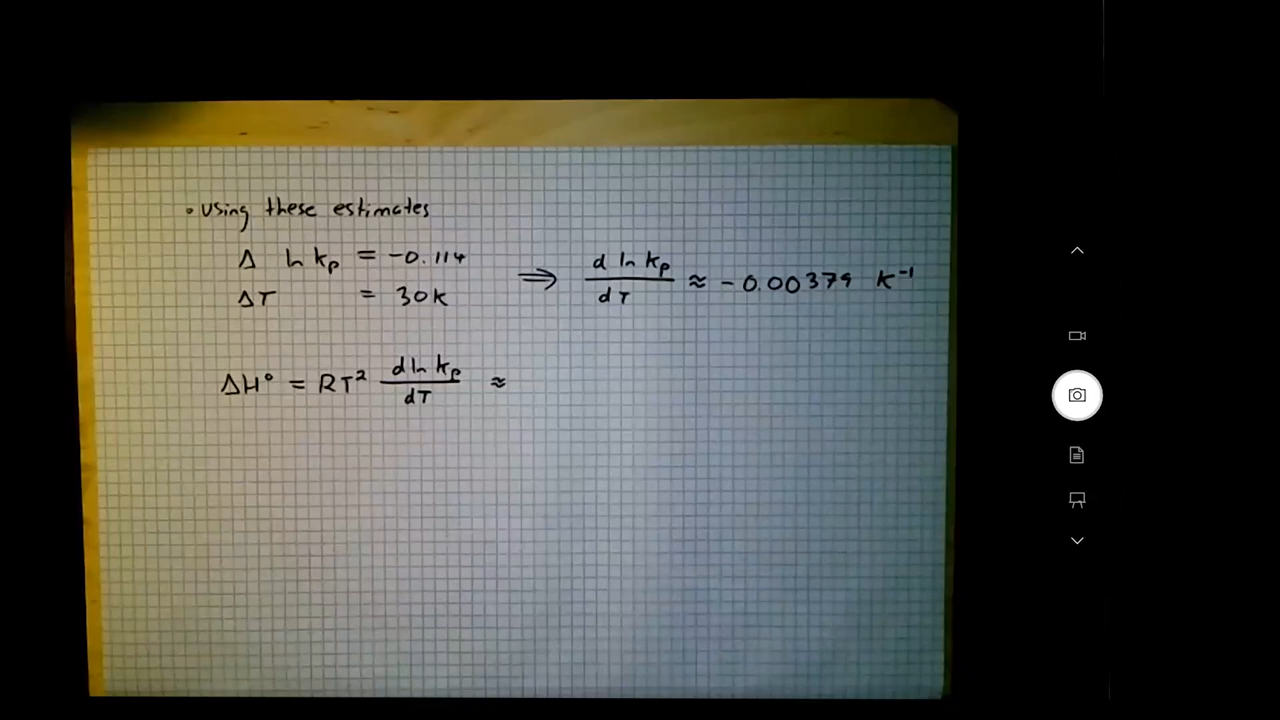 • using these estimates
Δ ln kp = -0.114
ΔT = 30K
⟹ d ln kp / dT ≈ -0.00379 K⁻¹
ΔH° = RT² d ln kp / dT ≈